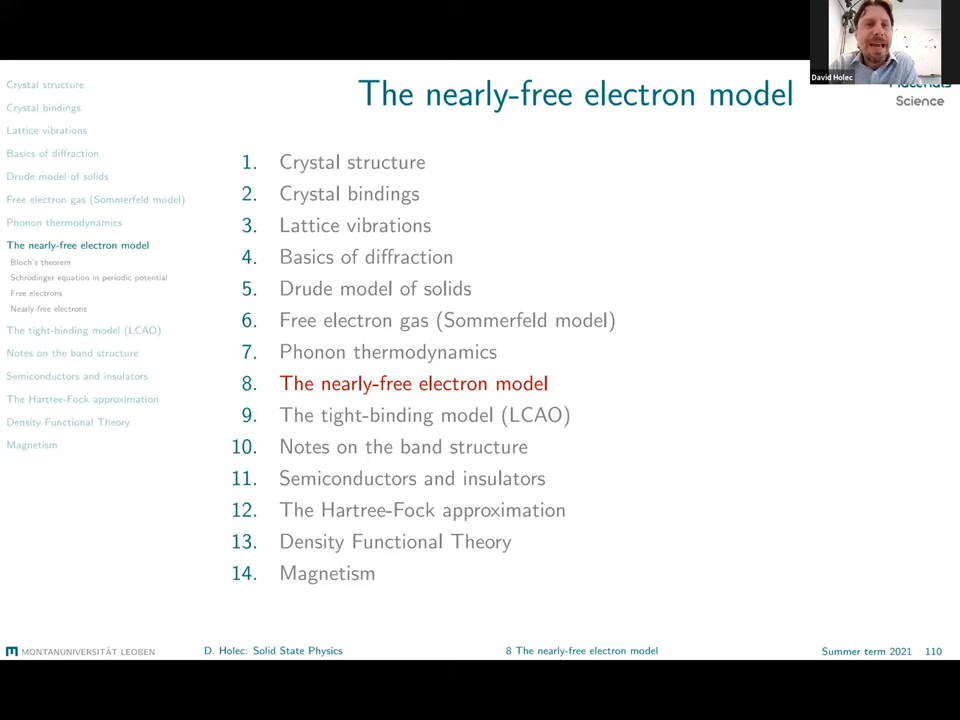 David Holec
Materials
Science
The nearly-free electron model
Crystal structure
Crystal bindings
Lattice vibrations
Basics of diffraction
Drude model of solids
Free electron gas (Sommerfeld model)
Phonon thermodynamics
The nearly-free electron model
Bloch's theorem
Schrödinger equation in periodic potential
Free electrons
Nearly-free electrons
The tight-binding model (LCAO)
Notes on the band structure
Semiconductors and insulators
The Hartree-Fock approximation
Density Functional Theory
Magnetism
1. Crystal structure
2. Crystal bindings
3. Lattice vibrations
4. Basics of diffraction
5. Drude model of solids
6. Free electron gas (Sommerfeld model)
7. Phonon thermodynamics
8. The nearly-free electron model
9. The tight-binding model (LCAO)
10. Notes on the band structure
11. Semiconductors and insulators
12. The Hartree-Fock approximation
13. Density Functional Theory
14. Magnetism
MONTANUNIVERSITÄT LEOBEN
D. Holec: Solid State Physics
8 The nearly-free electron model
Summer term 2021 110